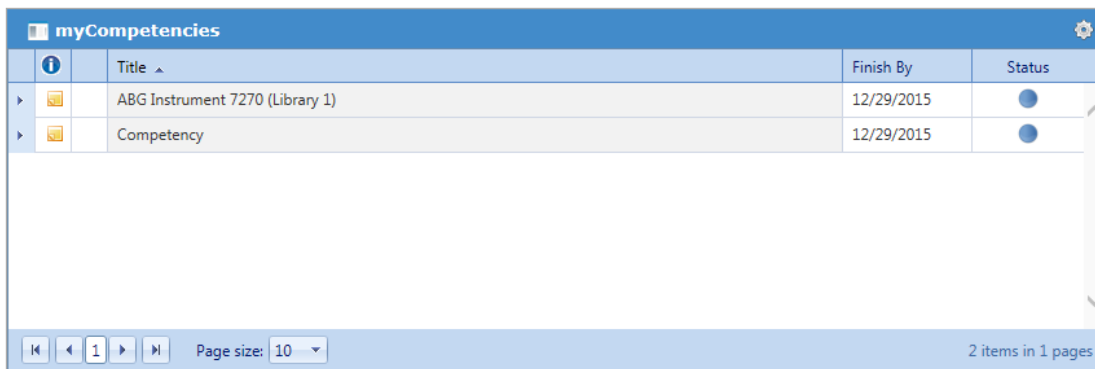 myCompetencies
Title Finish By Status
ABG Instrument 7270 (Library 1) 12/29/2015
Competency 12/29/2015
1 Page size: 10 2 items in 1 pages